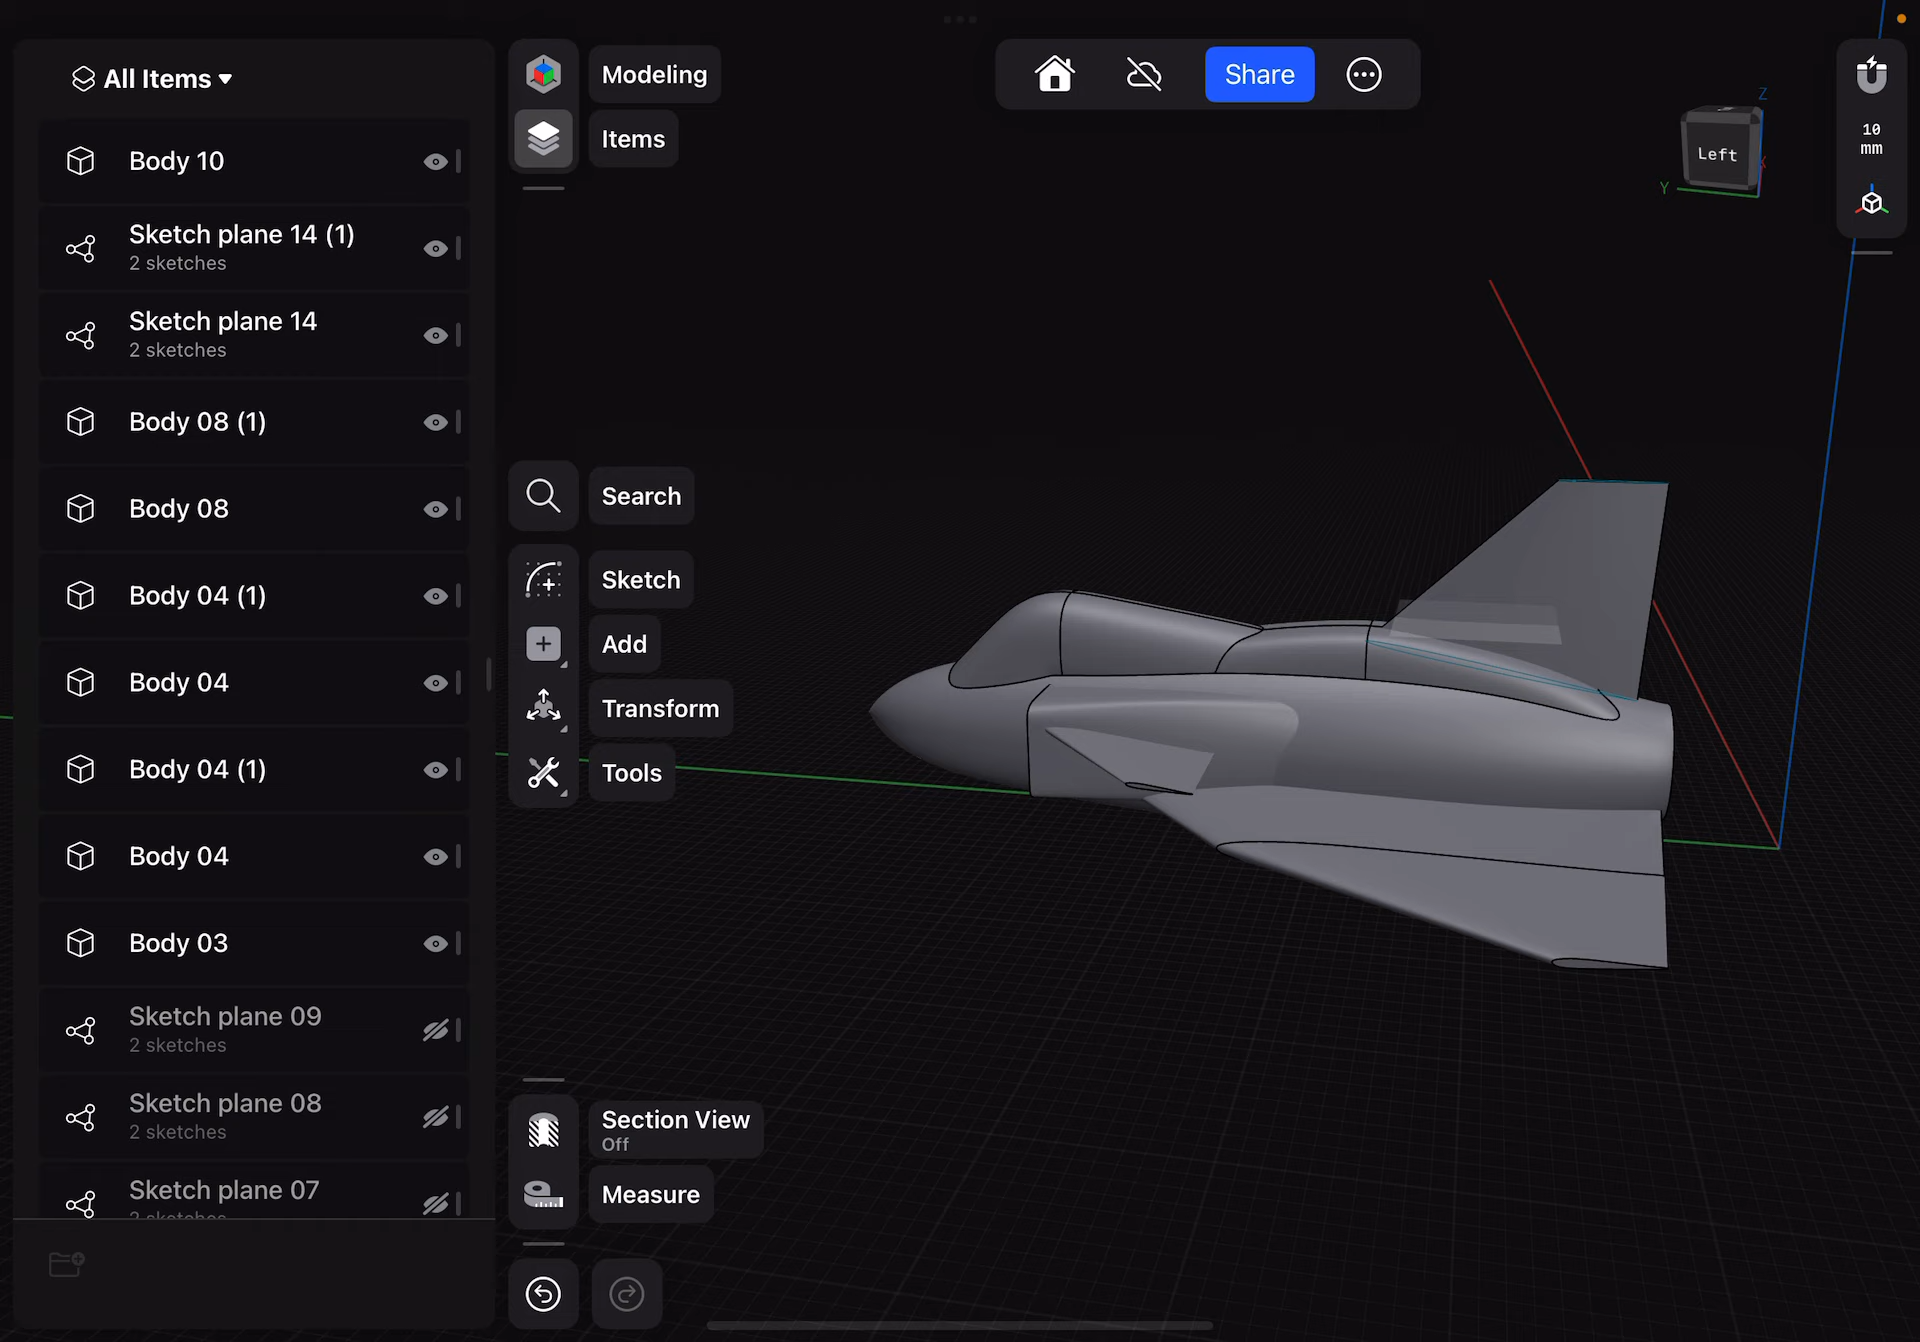 All Items
Body 10
Sketch plane 14 (1)
2 sketches
Sketch plane 14
2 sketches
Body 08 (1)
Body 08
Body 04 (1)
Body 04
Body 04 (1)
Body 04
Body 03
Sketch plane 09
2 sketches
Sketch plane 08
2 sketches
Sketch plane 07
2 sketches
Modeling
Items
Search
Sketch
Add
Transform
Tools
Section View
Off
Measure
Share
Z
Left
X
Y
10
mm